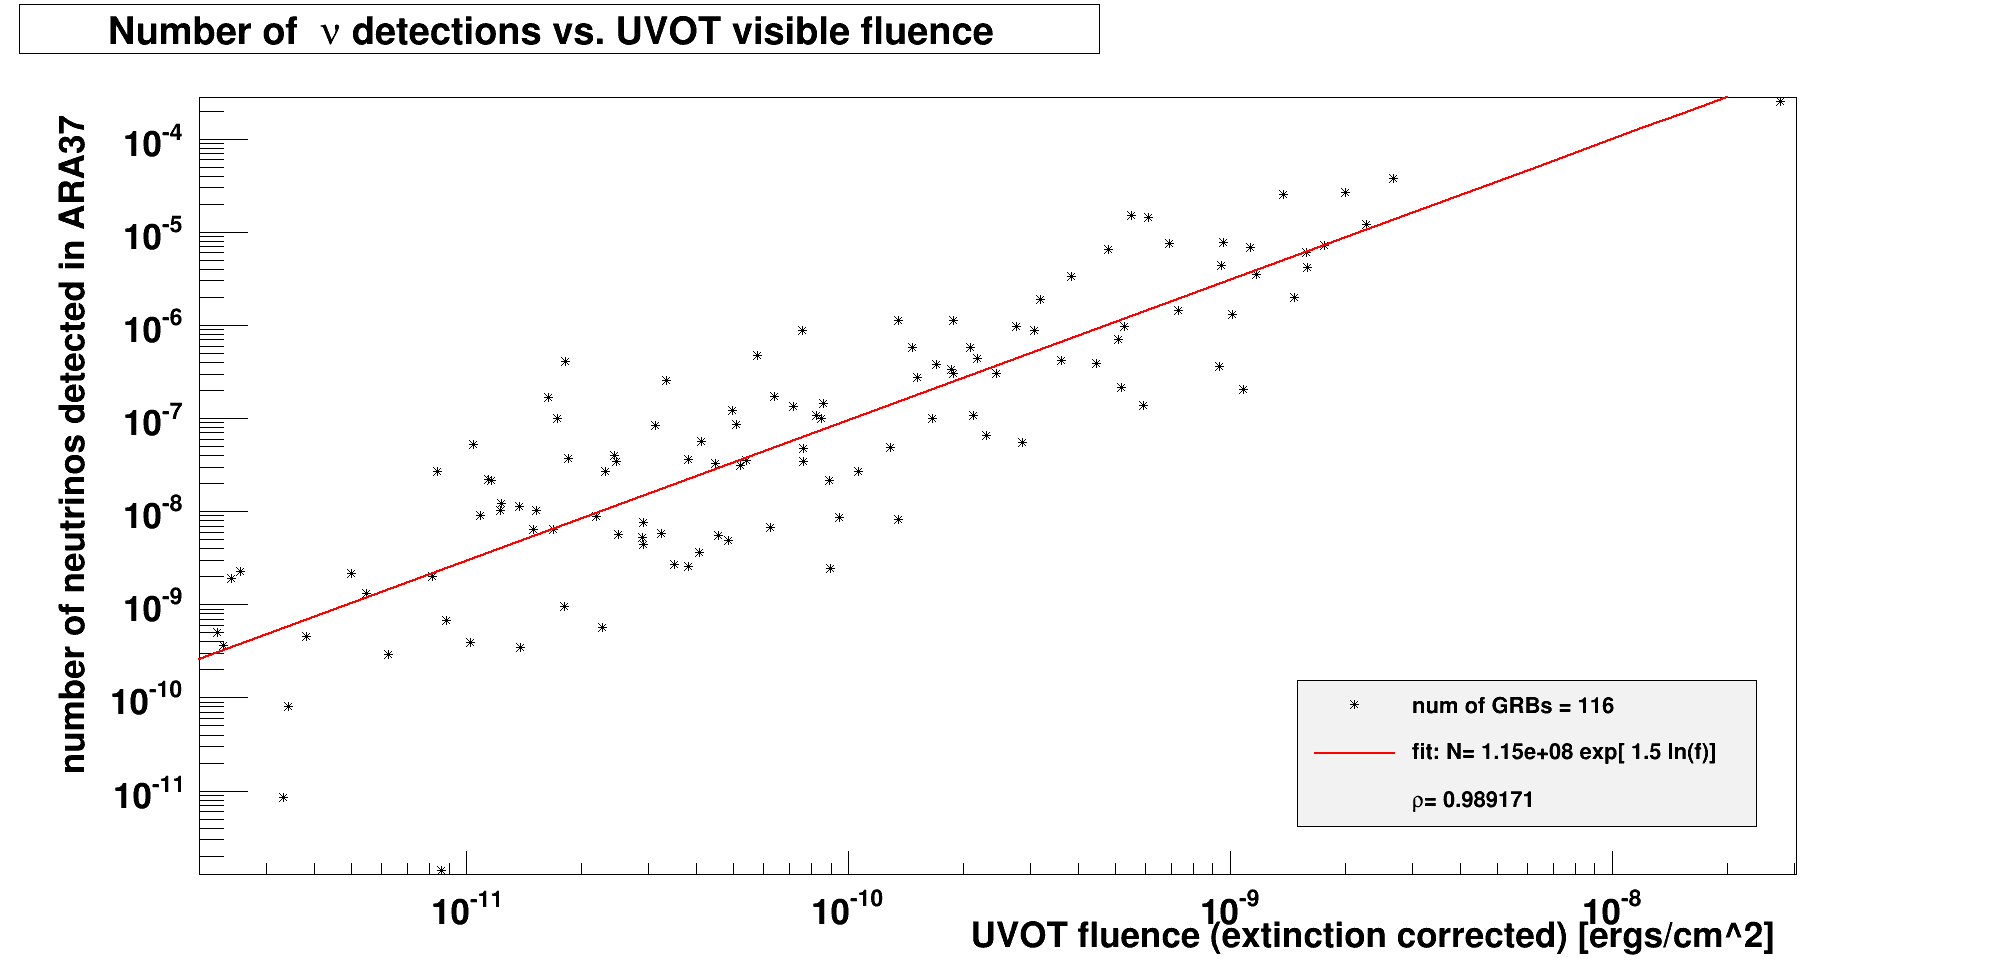 Number of ν detections vs. UVOT visible fluence
number of neutrinos detected in ARA37
10^-4
10^-5
10^-6
10^-7
10^-8
10^-9
10^-10
10^-11
num of GRBs = 116
fit: N= 1.15e+08 exp[ 1.5 ln(f)]
ρ= 0.989171
10^-11 10^-10 10^-9 10^-8
UVOT fluence (extinction corrected) [ergs/cm^2]